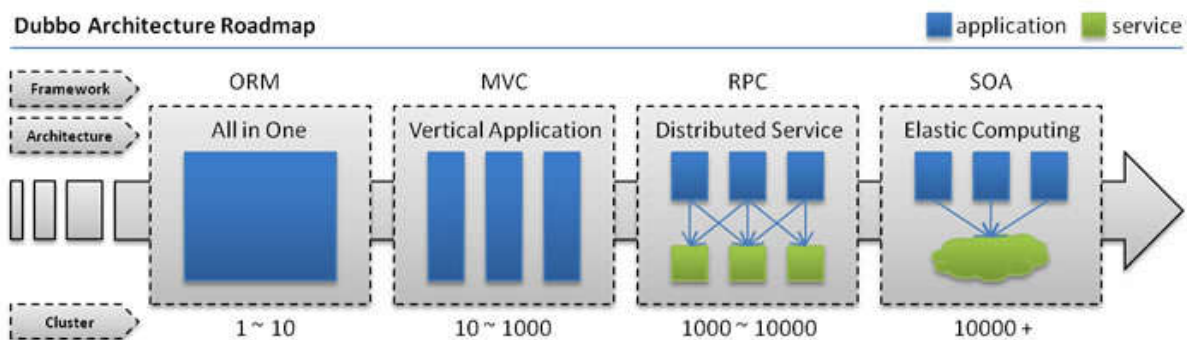 Dubbo Architecture Roadmap
application service
Framework ORM MVC RPC SOA
Architecture All in One Vertical Application Distributed Service Elastic Computing
Cluster 1 ~ 10 10 ~ 1000 1000 ~ 10000 10000 +